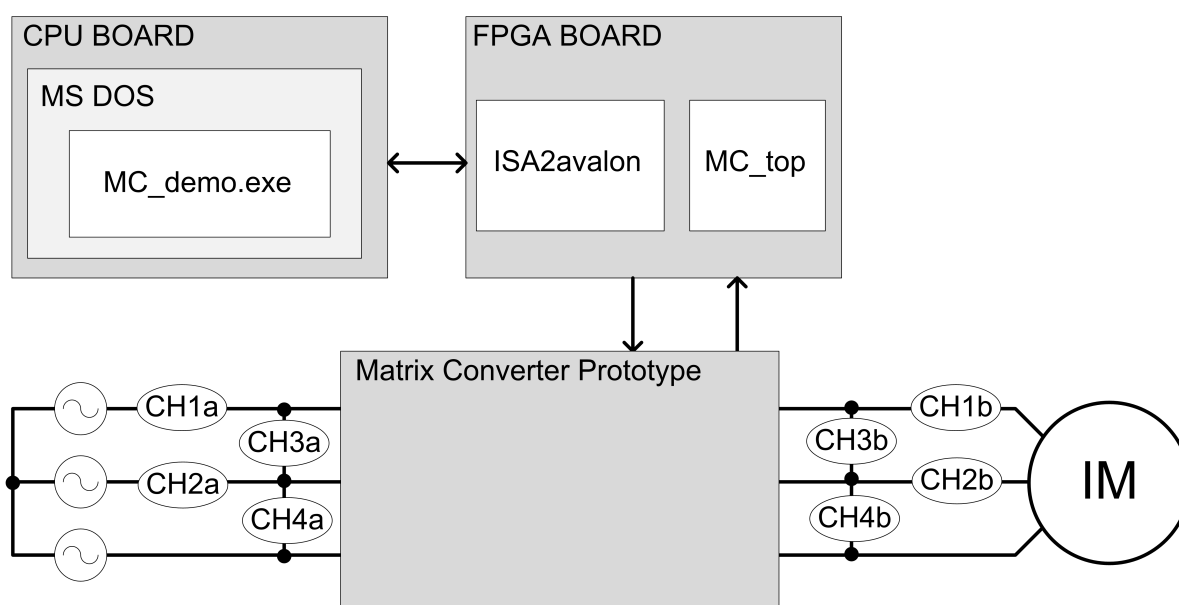 CPU BOARD
MS DOS
MC_demo.exe
FPGA BOARD
ISA2avalon
MC_top
Matrix Converter Prototype
CH1a
CH3a
CH2a
CH4a
CH1b
CH3b
CH2b
CH4b
IM